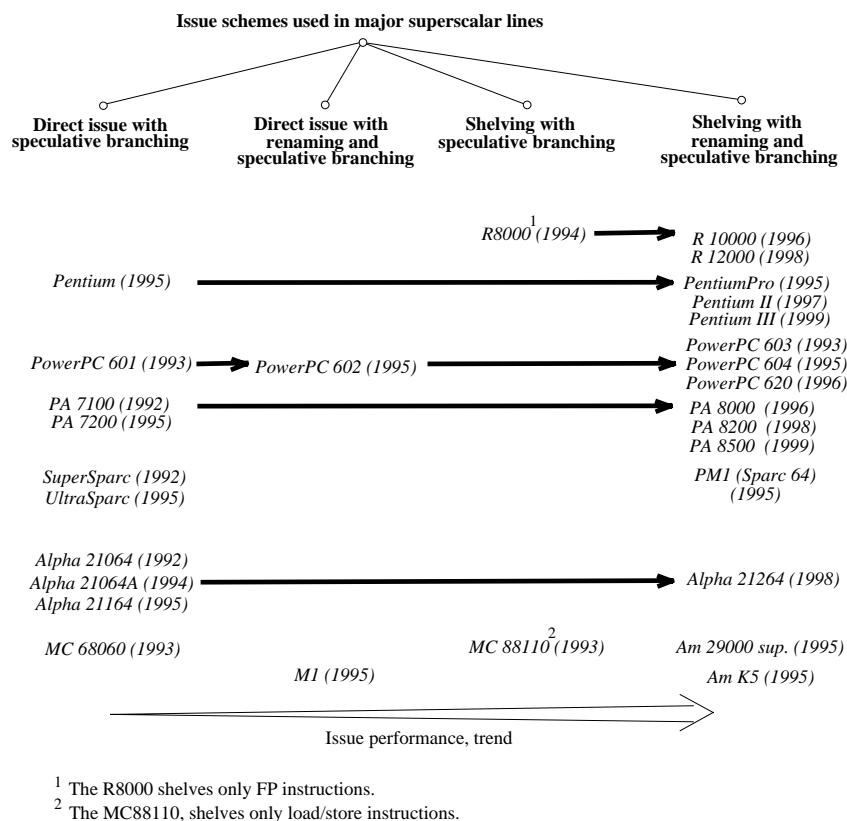 Issue schemes used in major superscalar lines
Direct issue with
speculative branching
Direct issue with
renaming and
speculative branching
Shelving with
speculative branching
Shelving with
renaming and
speculative branching
R8000 1 (1994)
R 10000 (1996)
R 12000 (1998)
Pentium (1995)
PentiumPro (1995)
Pentium II (1997)
Pentium III (1999)
PowerPC 601 (1993)
PowerPC 602 (1995)
PowerPC 603 (1993)
PowerPC 604 (1995)
PowerPC 620 (1996)
PA 7100 (1992)
PA 7200 (1995)
PA 8000 (1996)
PA 8200 (1998)
PA 8500 (1999)
SuperSparc (1992)
UltraSparc (1995)
PM1 (Sparc 64)
(1995)
Alpha 21064 (1992)
Alpha 21064A (1994)
Alpha 21164 (1995)
Alpha 21264 (1998)
MC 68060 (1993)
MC 88110 2 (1993)
Am 29000 sup. (1995)
M1 (1995)
Am K5 (1995)
Issue performance, trend
1 The R8000 shelves only FP instructions.
2 The MC88110, shelves only load/store instructions.